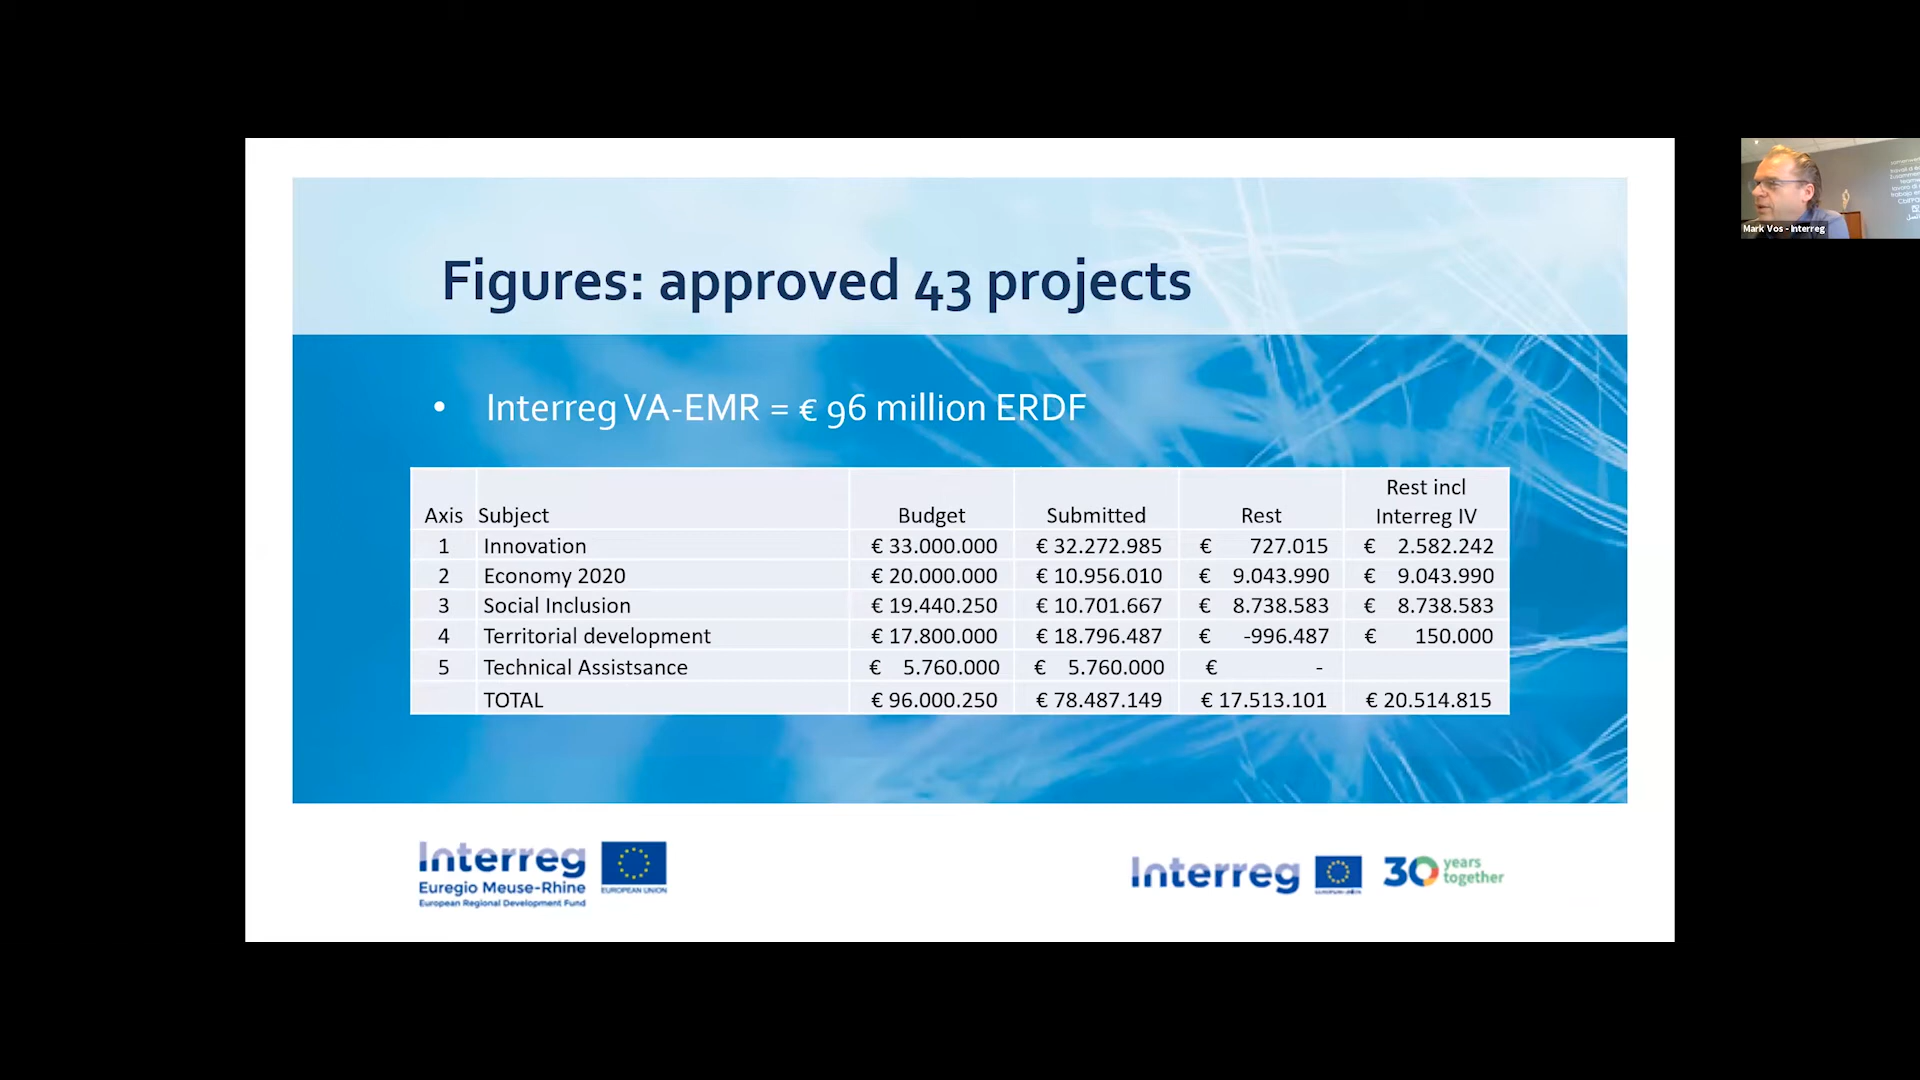 Figures: approved 43 projects
• Interreg VA-EMR = € 96 million ERDF
Axis Subject Budget Submitted Rest Rest incl Interreg IV
1 Innovation € 33.000.000 € 32.272.985 € 727.015 € 2.582.242
2 Economy 2020 € 20.000.000 € 10.956.010 € 9.043.990 € 9.043.990
3 Social Inclusion € 19.440.250 € 10.701.667 € 8.738.583 € 8.738.583
4 Territorial development € 17.800.000 € 18.796.487 € -996.487 € 150.000
5 Technical Assistsance € 5.760.000 € 5.760.000 € -
TOTAL € 96.000.250 € 78.487.149 € 17.513.101 € 20.514.815
Interreg
Euregio Meuse-Rhine
European Regional Development Fund
EUROPEAN UNION
Interreg
EUROPEAN UNION
30 years together
Mark Vos - Interreg